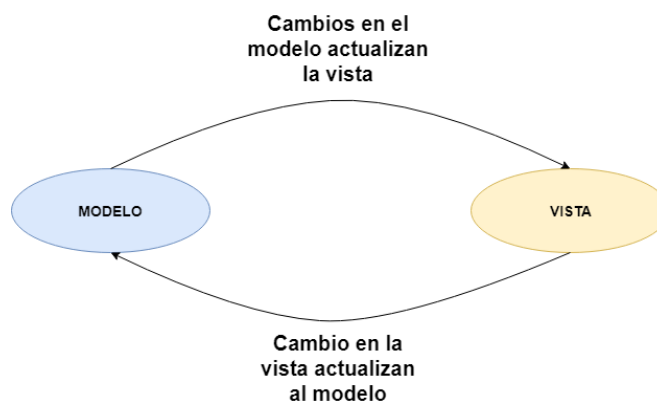 Cambios en el
modelo actualizan
la vista
MODELO
VISTA
Cambio en la
vista actualizan
al modelo